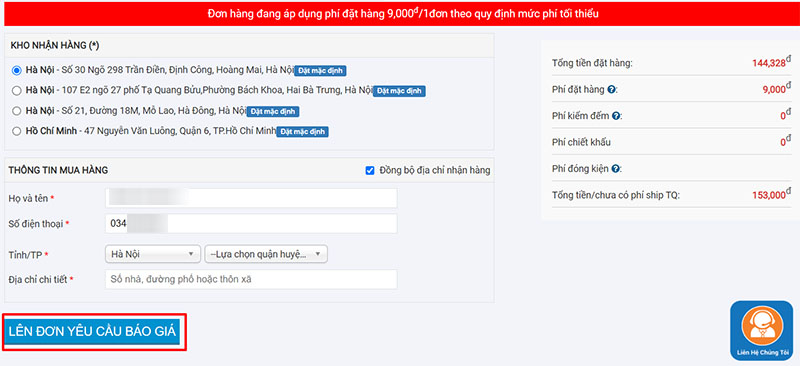 Đơn hàng đang áp dụng phí đặt hàng 9,000đ/1đơn theo quy định mức phí tối thiểu
KHO NHẬN HÀNG (*)
Hà Nội - Số 30 Ngõ 298 Trần Điền, Định Công, Hoàng Mai, Hà Nội Đặt mặc định
Hà Nội - 107 E2 ngõ 27 phố Tạ Quang Bửu,Phường Bách Khoa, Hai Bà Trưng, Hà Nội Đặt mặc định
Hà Nội - Số 21, Đường 18M, Mỗ Lao, Hà Đông, Hà Nội Đặt mặc định
Hồ Chí Minh - 47 Nguyễn Văn Luông, Quận 6, TP.Hồ Chí Minh Đặt mặc định
THÔNG TIN MUA HÀNG Đồng bộ địa chỉ nhận hàng
Họ và tên *
Số điện thoại * 034
Tỉnh/TP * Hà Nội --Lựa chọn quận huyệ...
Địa chỉ chi tiết * Số nhà, đường phố hoặc thôn xã
LÊN ĐƠN YÊU CẦU BÁO GIÁ
Tổng tiền đặt hàng: 144,328đ
Phí đặt hàng ?: 9,000đ
Phí kiểm đếm ?: 0đ
Phí chiết khấu 0đ
Phí đóng kiện ?:
Tổng tiền/chưa có phí ship TQ: 153,000đ
Liên Hệ Chúng Tôi